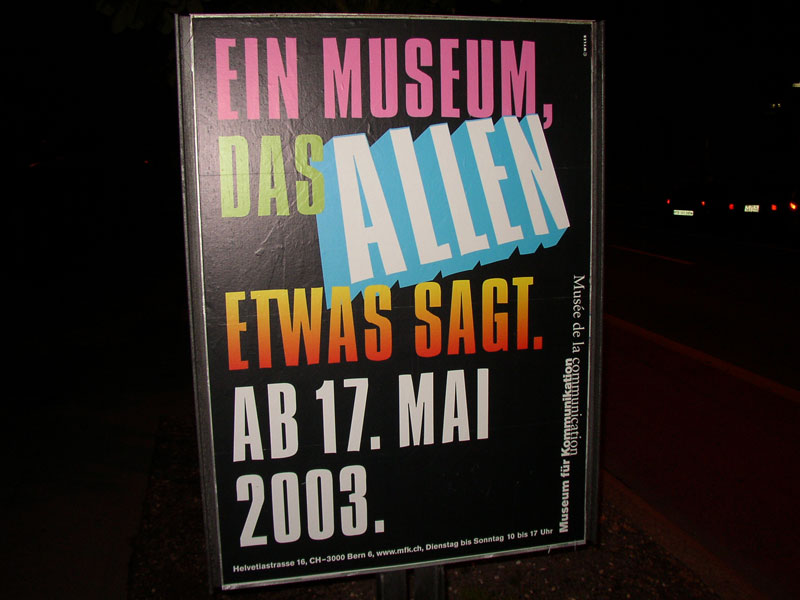 EIN MUSEUM,
DAS ALLEN
ETWAS SAGT.
AB 17. MAI
2003.
Helvetiastrasse 16, CH–3000 Bern 6, www.mfk.ch, Dienstag bis Sonntag 10 bis 17 Uhr
Museum für Kommunikation
Musée de la communication